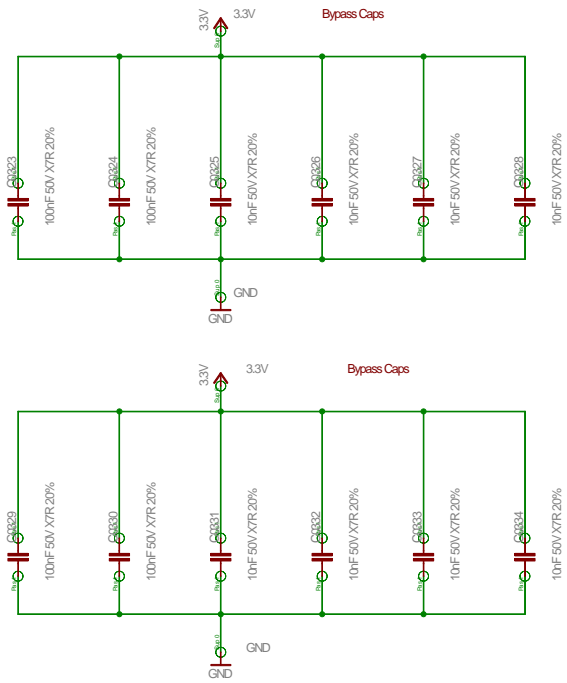 3.3V
3.3V
Bypass Caps
C0323
100nF 50V X7R 20%
C0324
100nF 50V X7R 20%
C0325
10nF 50V X7R 20%
C0326
10nF 50V X7R 20%
C0327
10nF 50V X7R 20%
C0328
10nF 50V X7R 20%
GND
GND
3.3V
3.3V
Bypass Caps
C0329
100nF 50V X7R 20%
C0330
100nF 50V X7R 20%
C0331
10nF 50V X7R 20%
C0332
10nF 50V X7R 20%
C0333
10nF 50V X7R 20%
C0334
10nF 50V X7R 20%
GND
GND